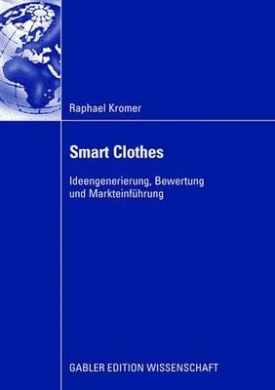 Raphael Kromer
Smart Clothes
Ideengenerierung, Bewertung
und Markteinführung
GABLER EDITION WISSENSCHAFT